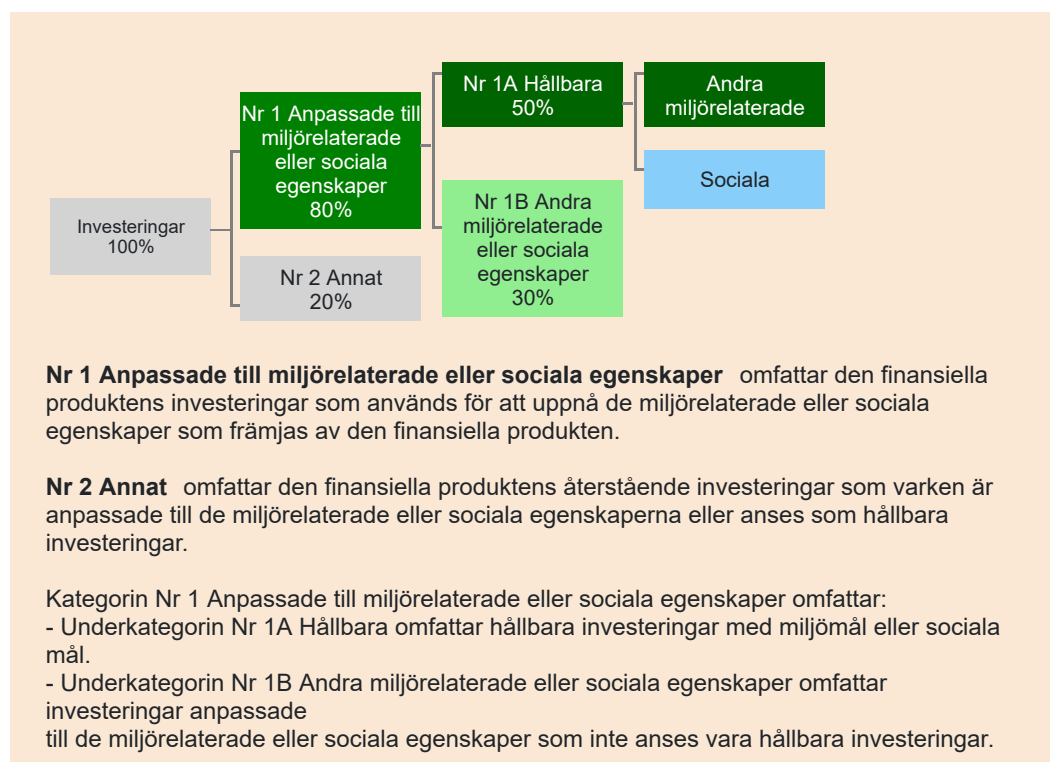 Investeringar
100%
Nr 1 Anpassade till
miljörelaterade
eller sociala
egenskaper
80%
Nr 2 Annat
20%
Nr 1A Hållbara
50%
Nr 1B Andra
miljörelaterade
eller sociala
egenskaper
30%
Andra
miljörelaterade
Sociala
Nr 1 Anpassade till miljörelaterade eller sociala egenskaper omfattar den finansiella
produktens investeringar som används för att uppnå de miljörelaterade eller sociala
egenskaper som främjas av den finansiella produkten.
Nr 2 Annat omfattar den finansiella produktens återstående investeringar som varken är
anpassade till de miljörelaterade eller sociala egenskaperna eller anses som hållbara
investeringar.
Kategorin Nr 1 Anpassade till miljörelaterade eller sociala egenskaper omfattar:
- Underkategorin Nr 1A Hållbara omfattar hållbara investeringar med miljömål eller sociala
mål.
- Underkategorin Nr 1B Andra miljörelaterade eller sociala egenskaper omfattar
investeringar anpassade
till de miljörelaterade eller sociala egenskaper som inte anses vara hållbara investeringar.